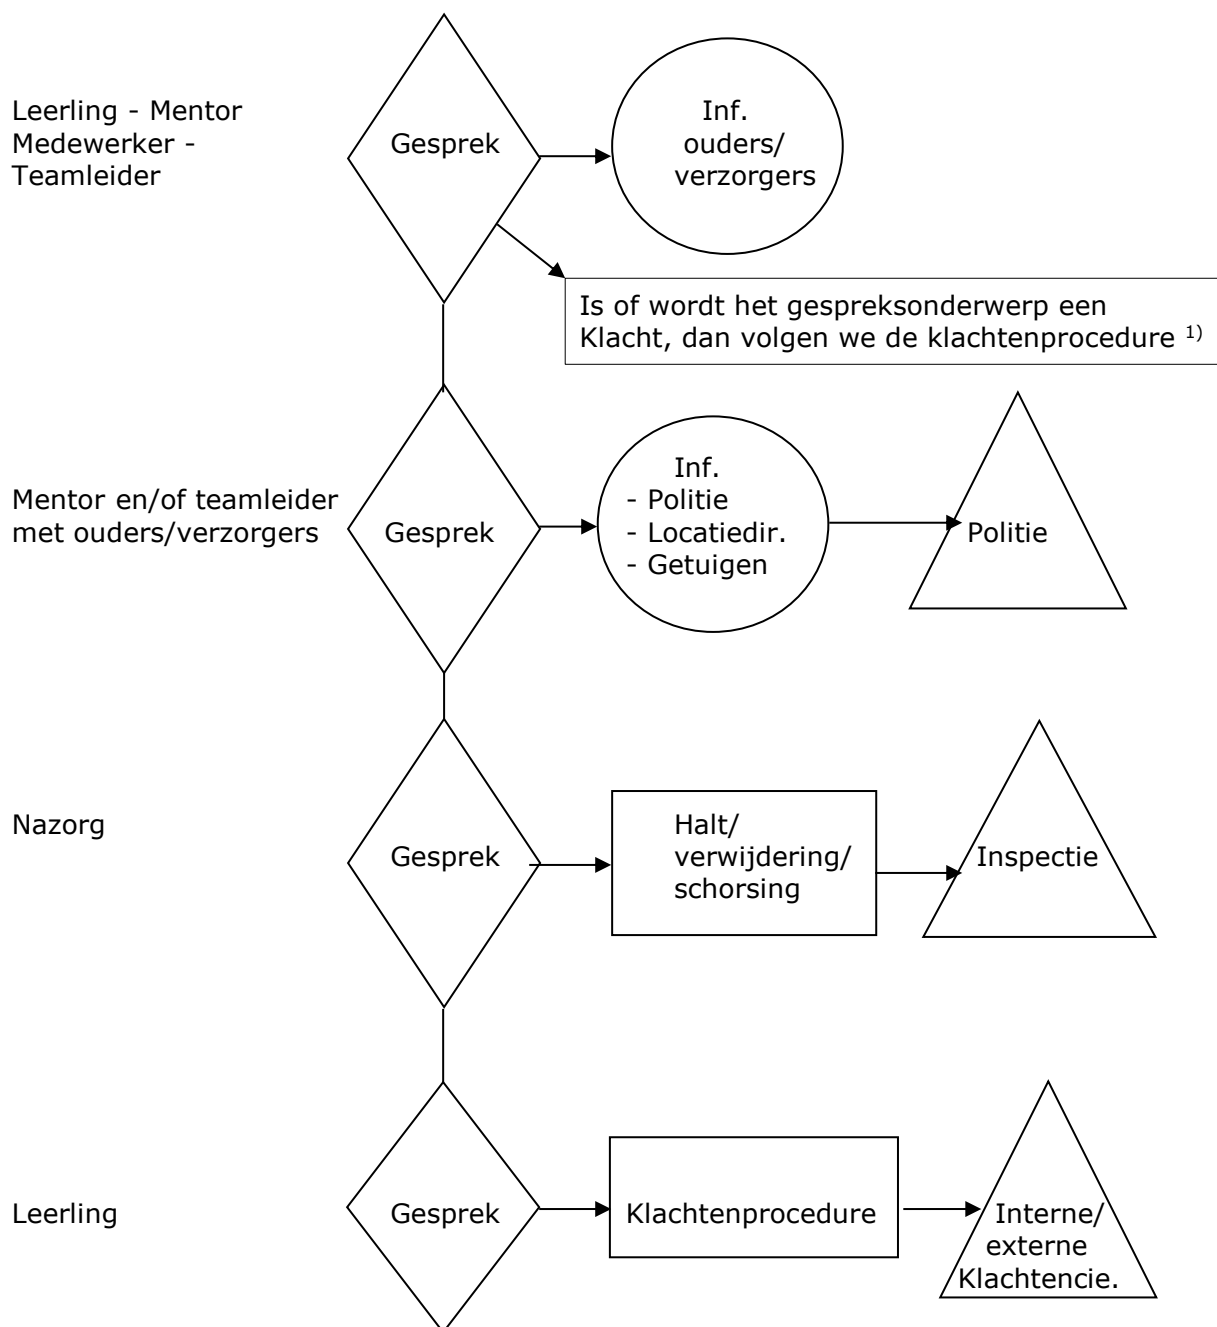 Leerling - Mentor
Medewerker -
Teamleider
Gesprek
Inf.
ouders/
verzorgers
Is of wordt het gespreksonderwerp een
Klacht, dan volgen we de klachtenprocedure 1)
Mentor en/of teamleider
met ouders/verzorgers
Gesprek
Inf.
- Politie
- Locatiedir.
- Getuigen
Politie
Nazorg
Gesprek
Halt/
verwijdering/
schorsing
Inspectie
Leerling
Gesprek
Klachtenprocedure
Interne/
externe
Klachtencie.